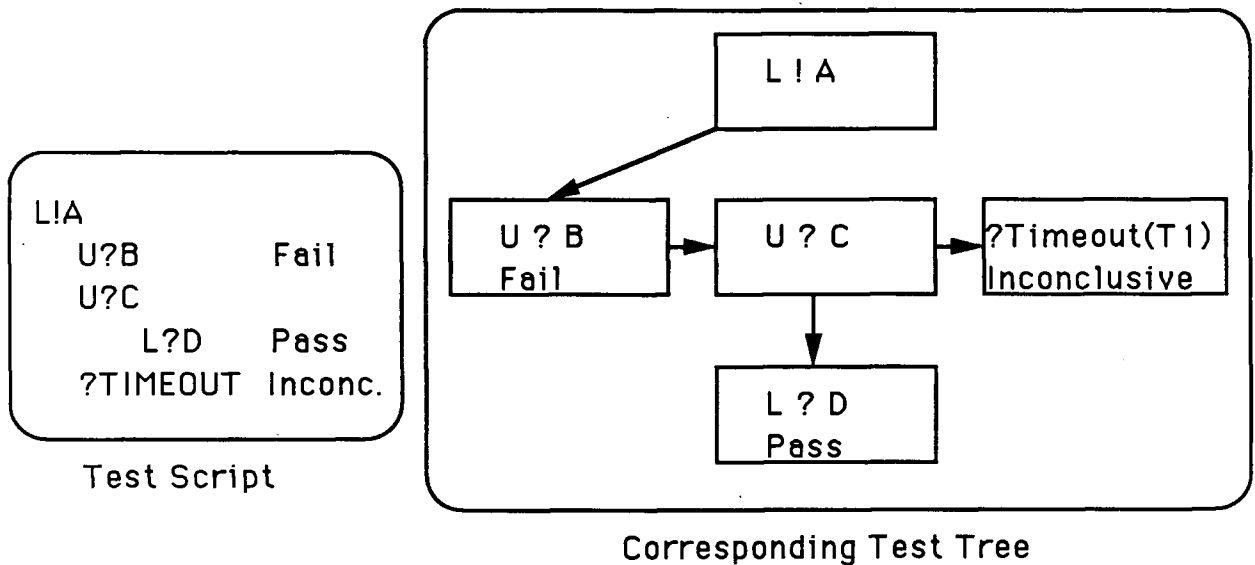 L!A
U?B Fail
U?C
L?D Pass
?TIMEOUT Inconc.
Test Script
L ! A
U ? B
Fail
U ? C
?Timeout(T1)
Inconclusive
L ? D
Pass
Corresponding Test Tree